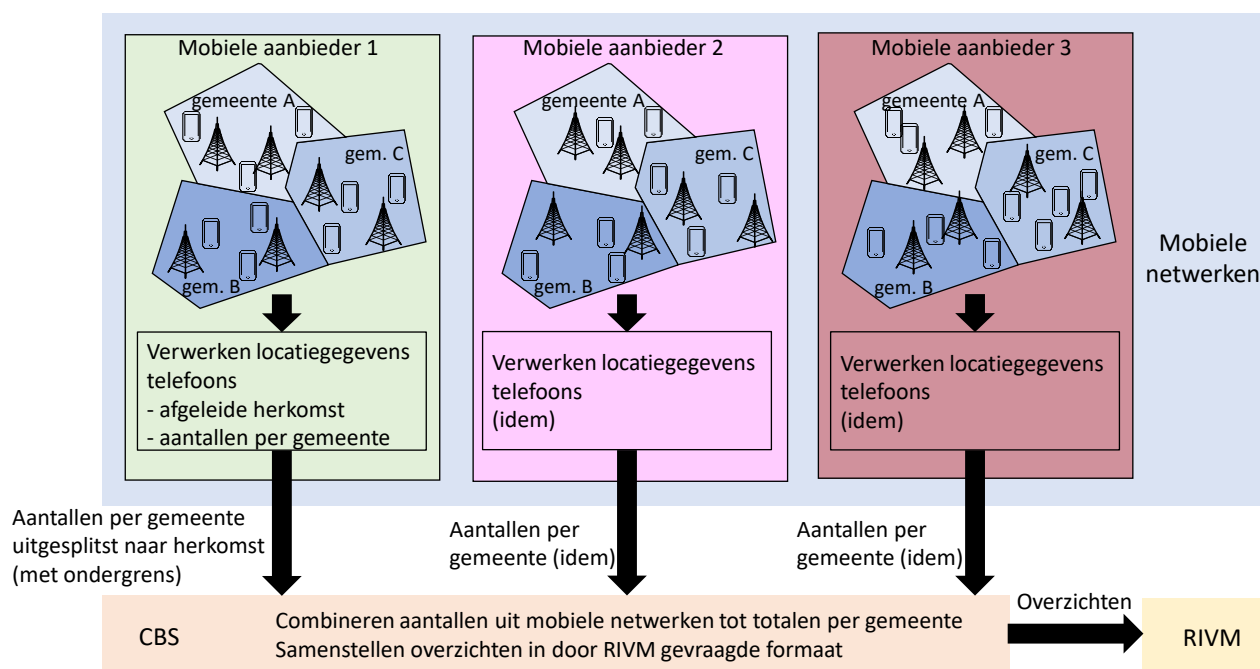 Mobiele aanbieder 1
gemeente A
gem. C
gem. B
Verwerken locatiegegevens
telefoons
- afgeleide herkomst
- aantallen per gemeente
Mobiele aanbieder 2
gemeente A
gem. C
gem. B
Verwerken locatiegegevens
telefoons
(idem)
Mobiele aanbieder 3
gemeente A
gem. C
gem. B
Verwerken locatiegegevens
telefoons
(idem)
Mobiele
netwerken
Aantallen per gemeente
uitgesplitst naar herkomst
(met ondergrens)
Aantallen per
gemeente (idem)
Aantallen per
gemeente (idem)
CBS
Combineren aantallen uit mobiele netwerken tot totalen per gemeente
Samenstellen overzichten in door RIVM gevraagde formaat
Overzichten
RIVM